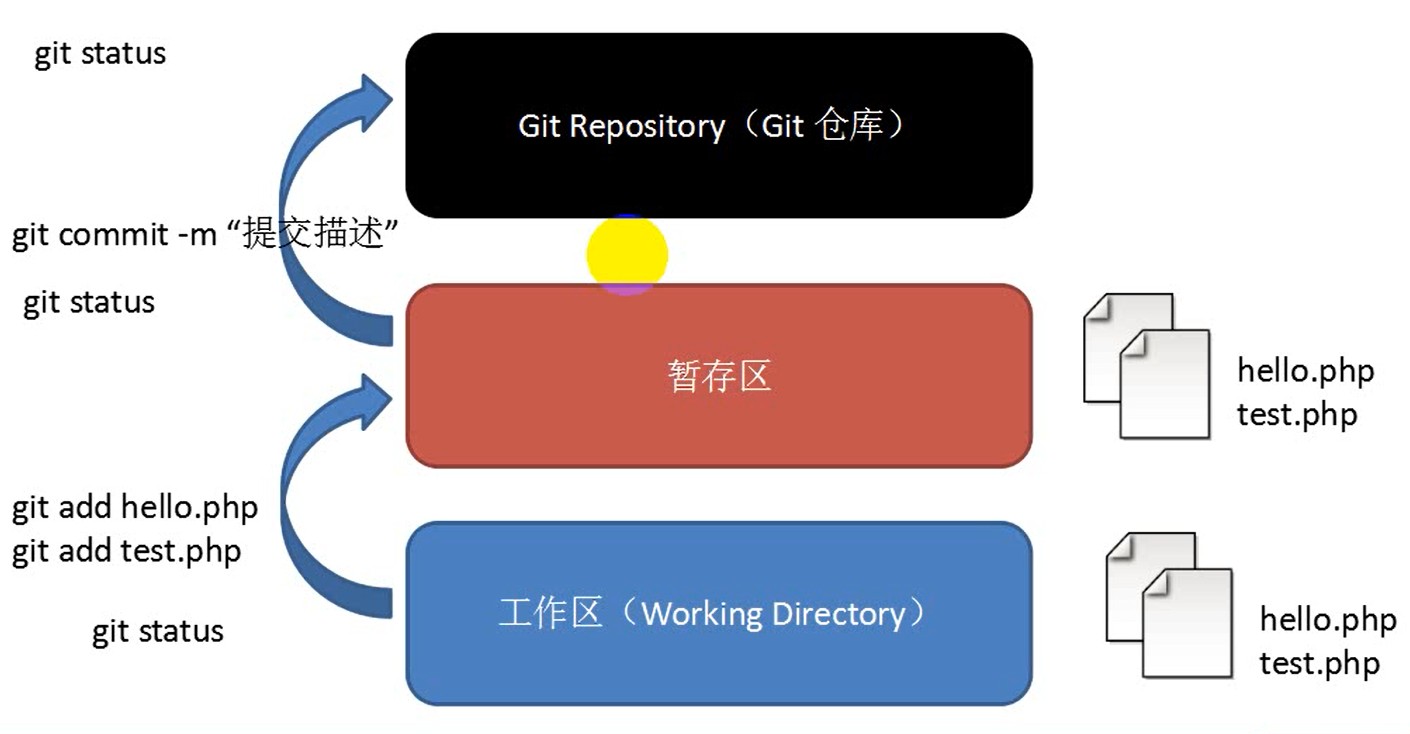 git status
Git Repository（Git 仓库）
git commit -m “提交描述”
git status
暂存区
hello.php
test.php
git add hello.php
git add test.php
git status
工作区（Working Directory）
hello.php
test.php